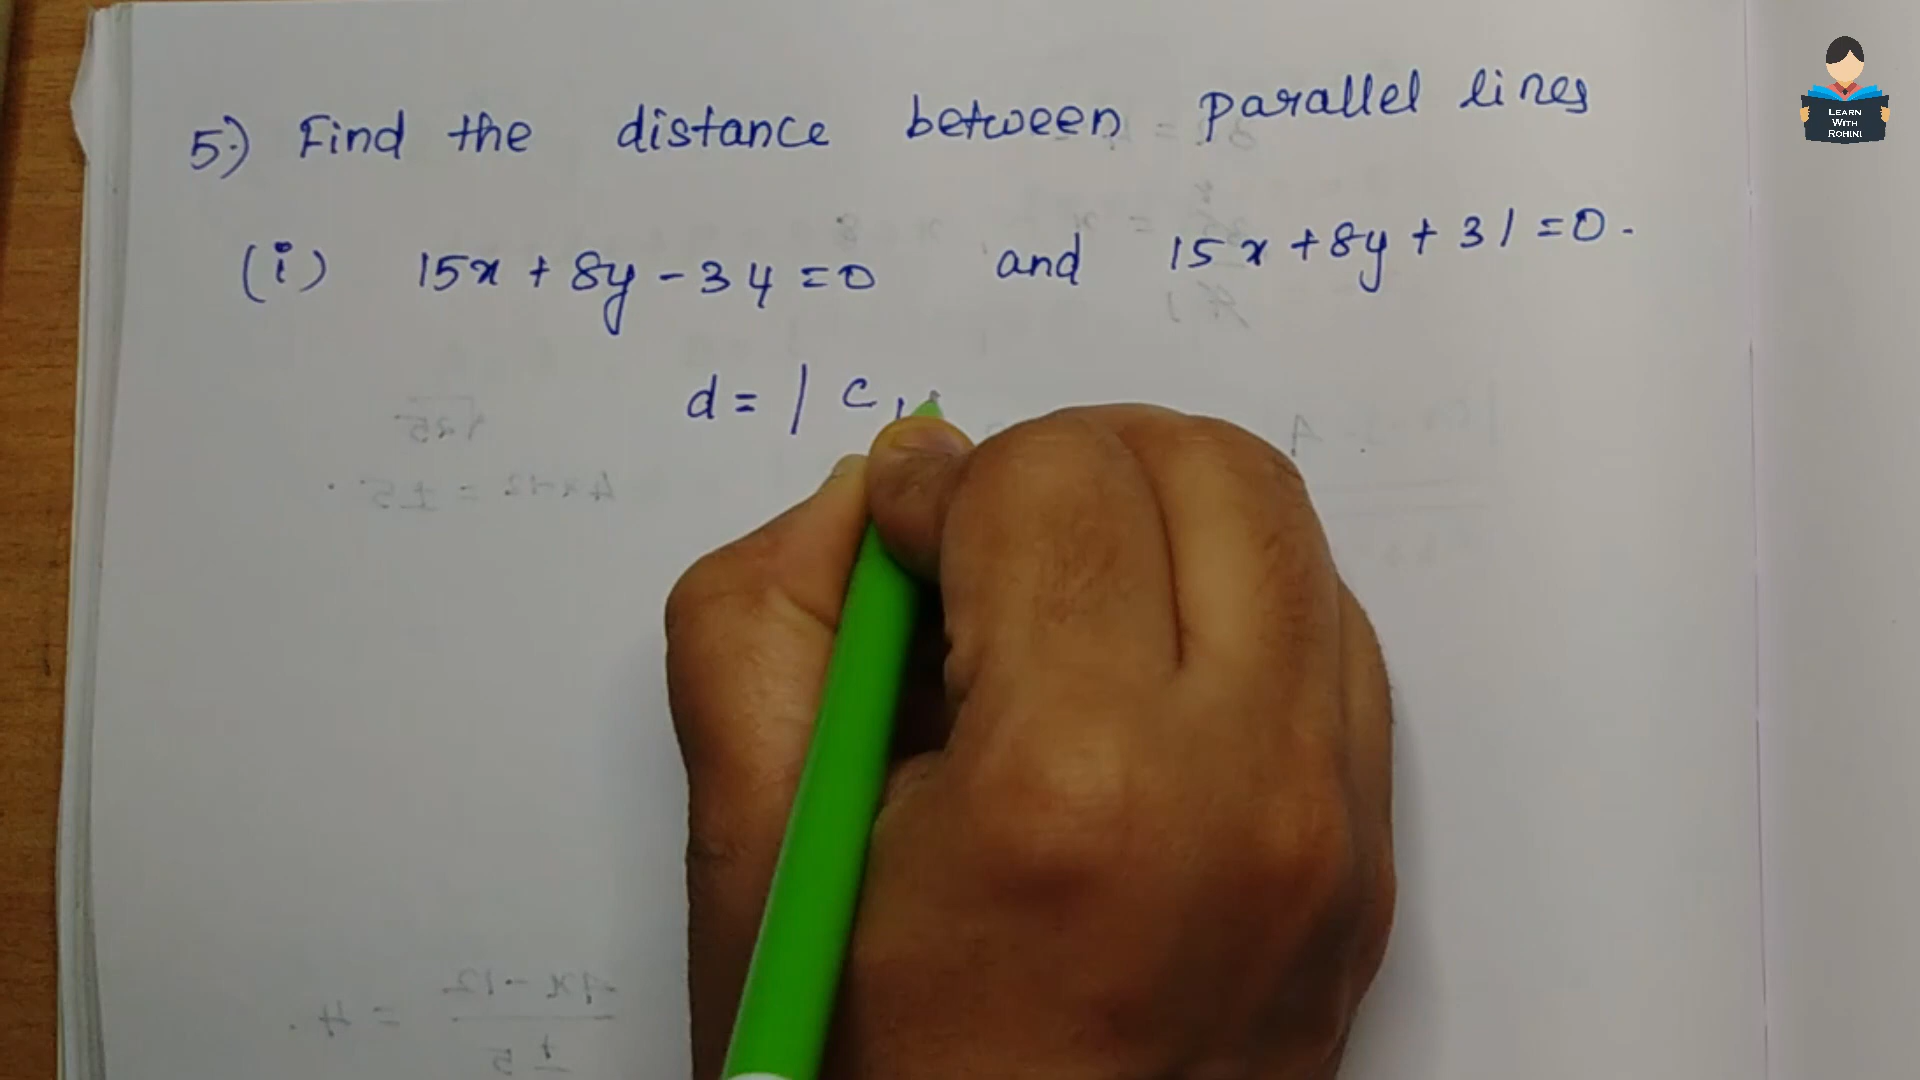 5.) Find the distance between parallel lines
(i) 15x + 8y - 34 = 0 and 15x + 8y + 31 = 0.
d = | C₁
LEARN
WITH
ROHINI